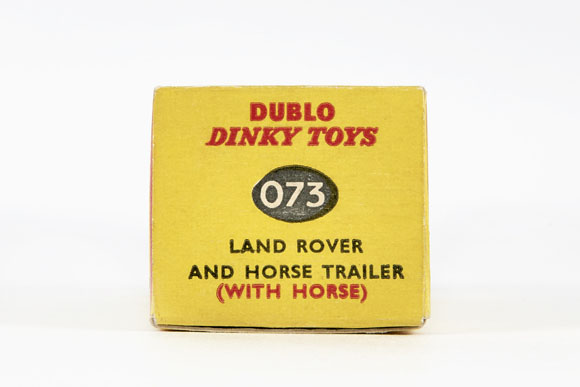 DUBLO
DINKY TOYS
073
LAND ROVER
AND HORSE TRAILER
(WITH HORSE)